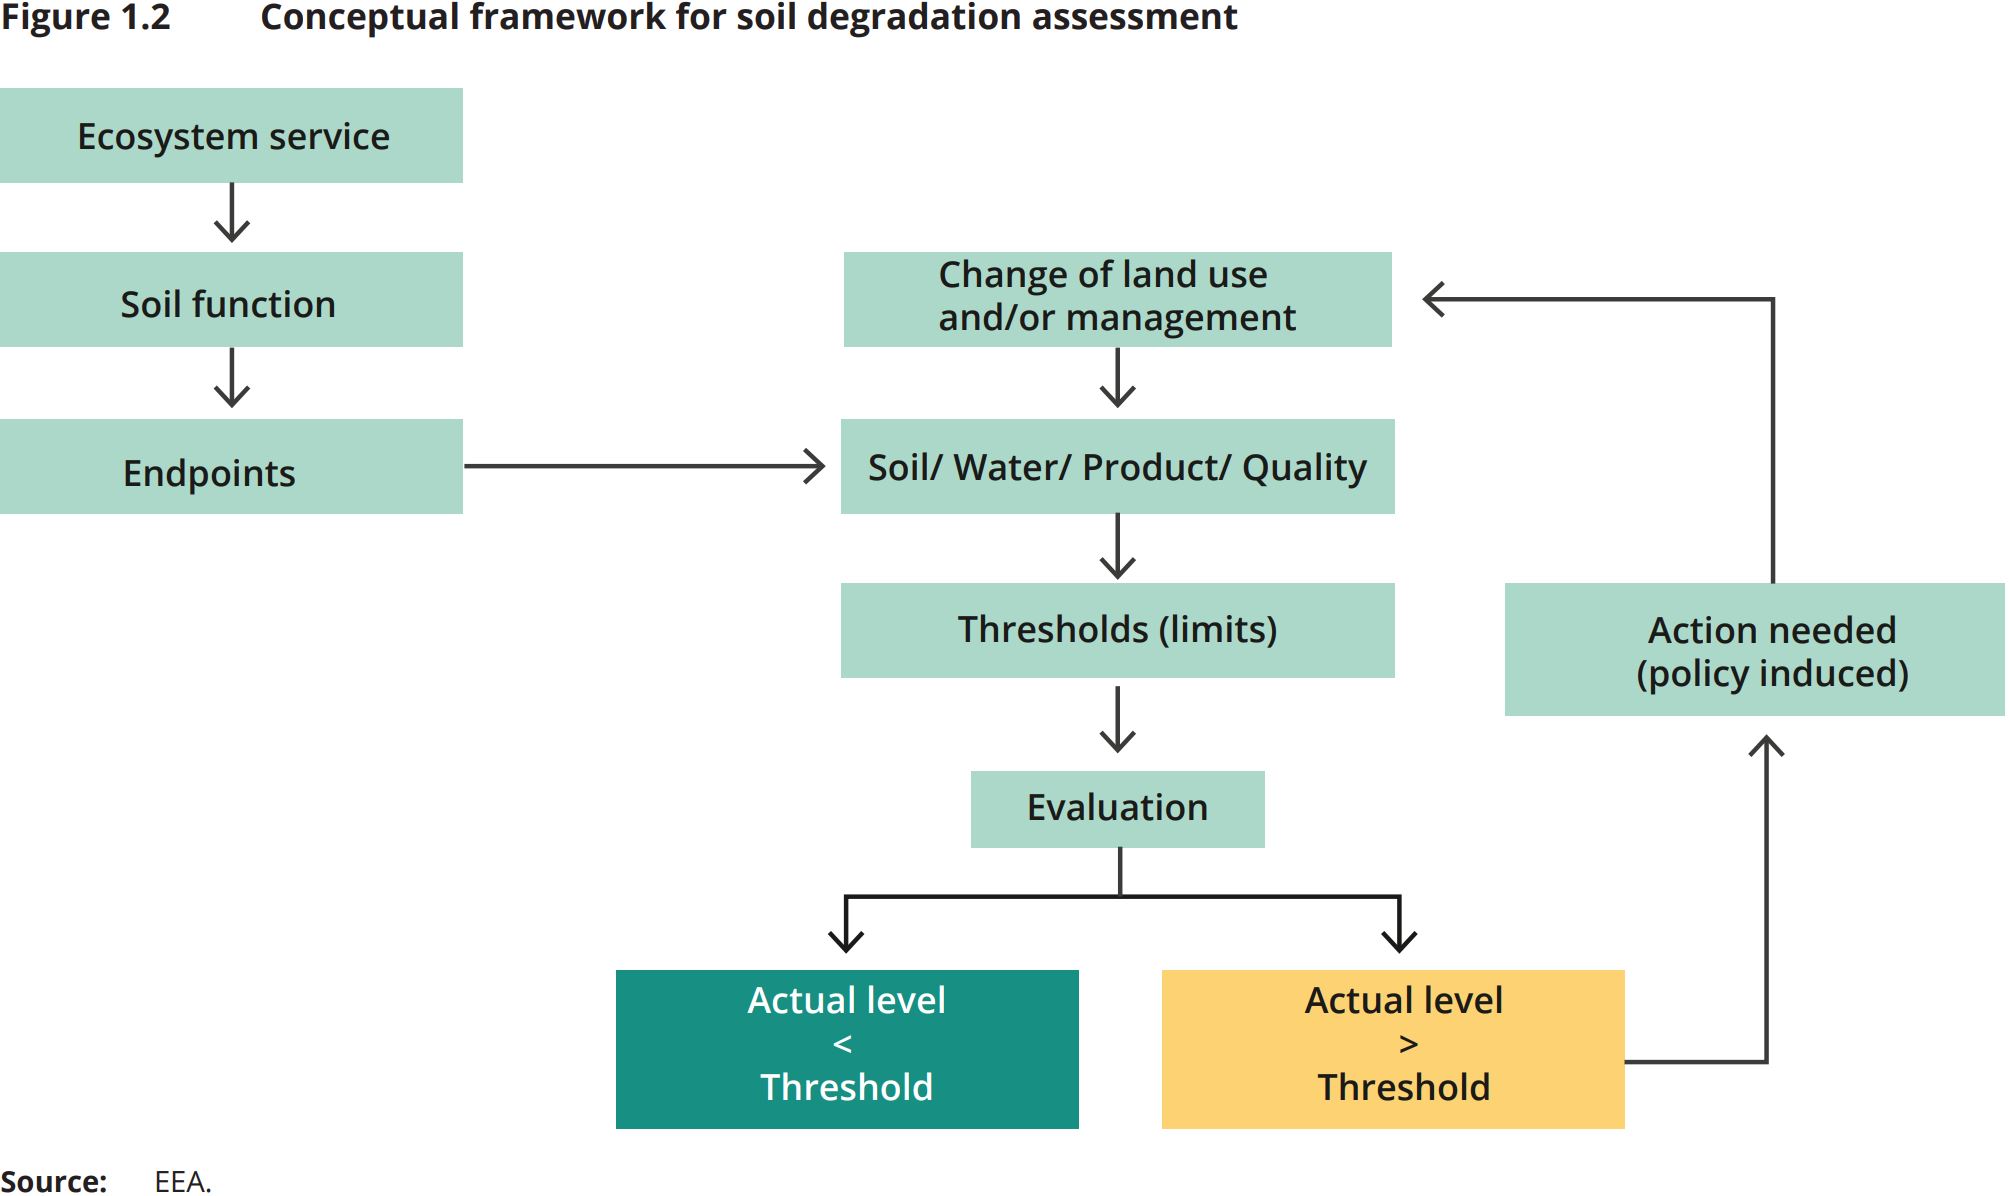 Figure 1.2 Conceptual framework for soil degradation assessment
Ecosystem service
Soil function
Endpoints
Change of land use
and/or management
Soil/ Water/ Product/ Quality
Thresholds (limits)
Evaluation
Actual level
<
Threshold
Actual level
>
Threshold
Action needed
(policy induced)
Source: EEA.